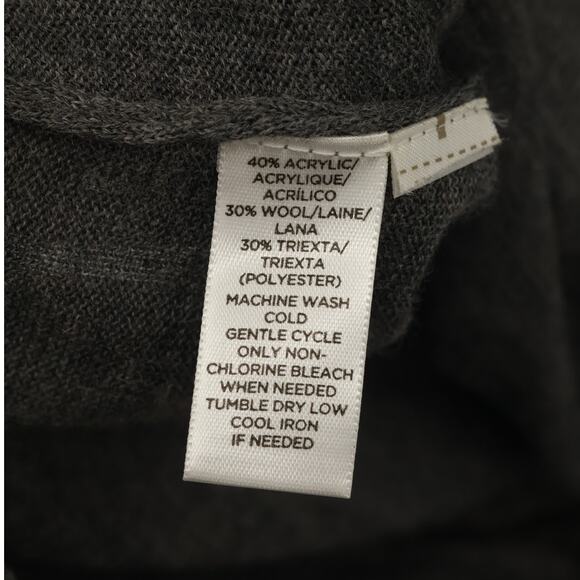 40% ACRYLIC/
ACRYLIQUE/
ACRÍLICO
30% WOOL/LAINE/
LANA
30% TRIEXTA/
TRIEXTA
(POLYESTER)
MACHINE WASH
COLD
GENTLE CYCLE
ONLY NON-
CHLORINE BLEACH
WHEN NEEDED
TUMBLE DRY LOW
COOL IRON
IF NEEDED